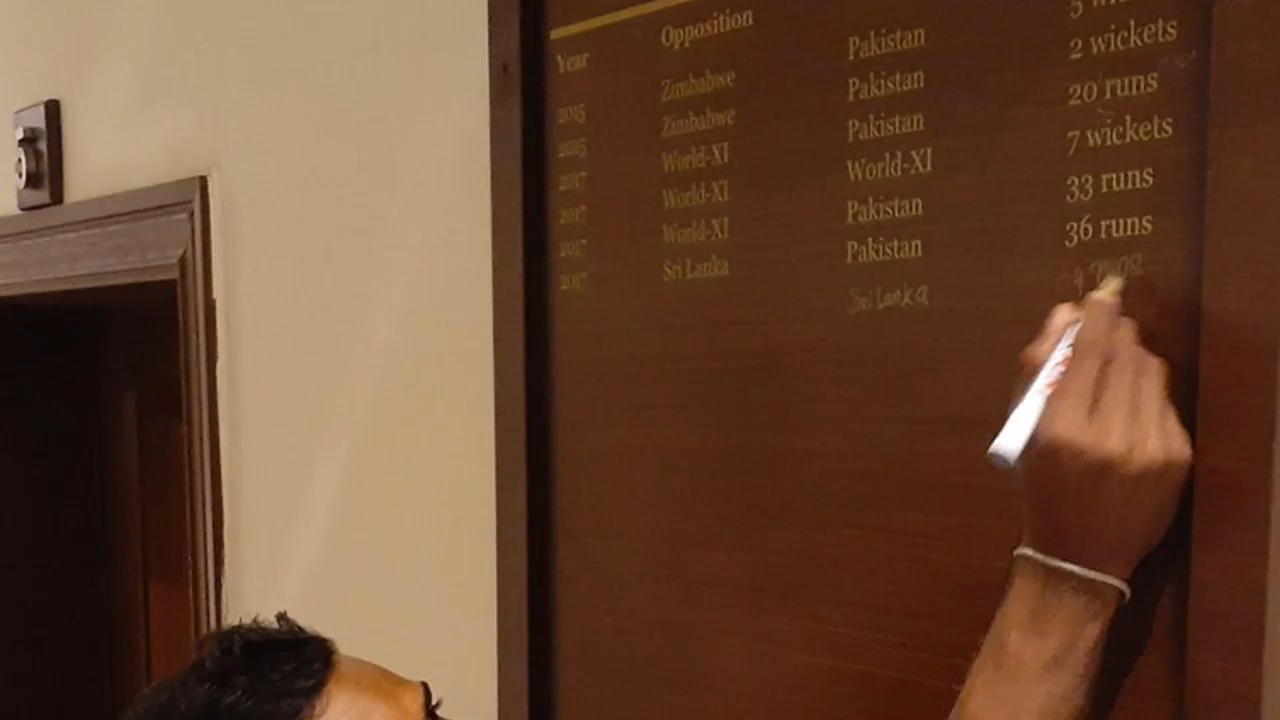 Year Opposition
2015 Zimbabwe Pakistan 5
2015 Zimbabwe Pakistan 2 wickets
2017 World-XI Pakistan 20 runs
2017 World-XI World-XI 7 wickets
2017 World-XI Pakistan 33 runs
2017 Sri Lanka Pakistan 36 runs
Sri Lanka